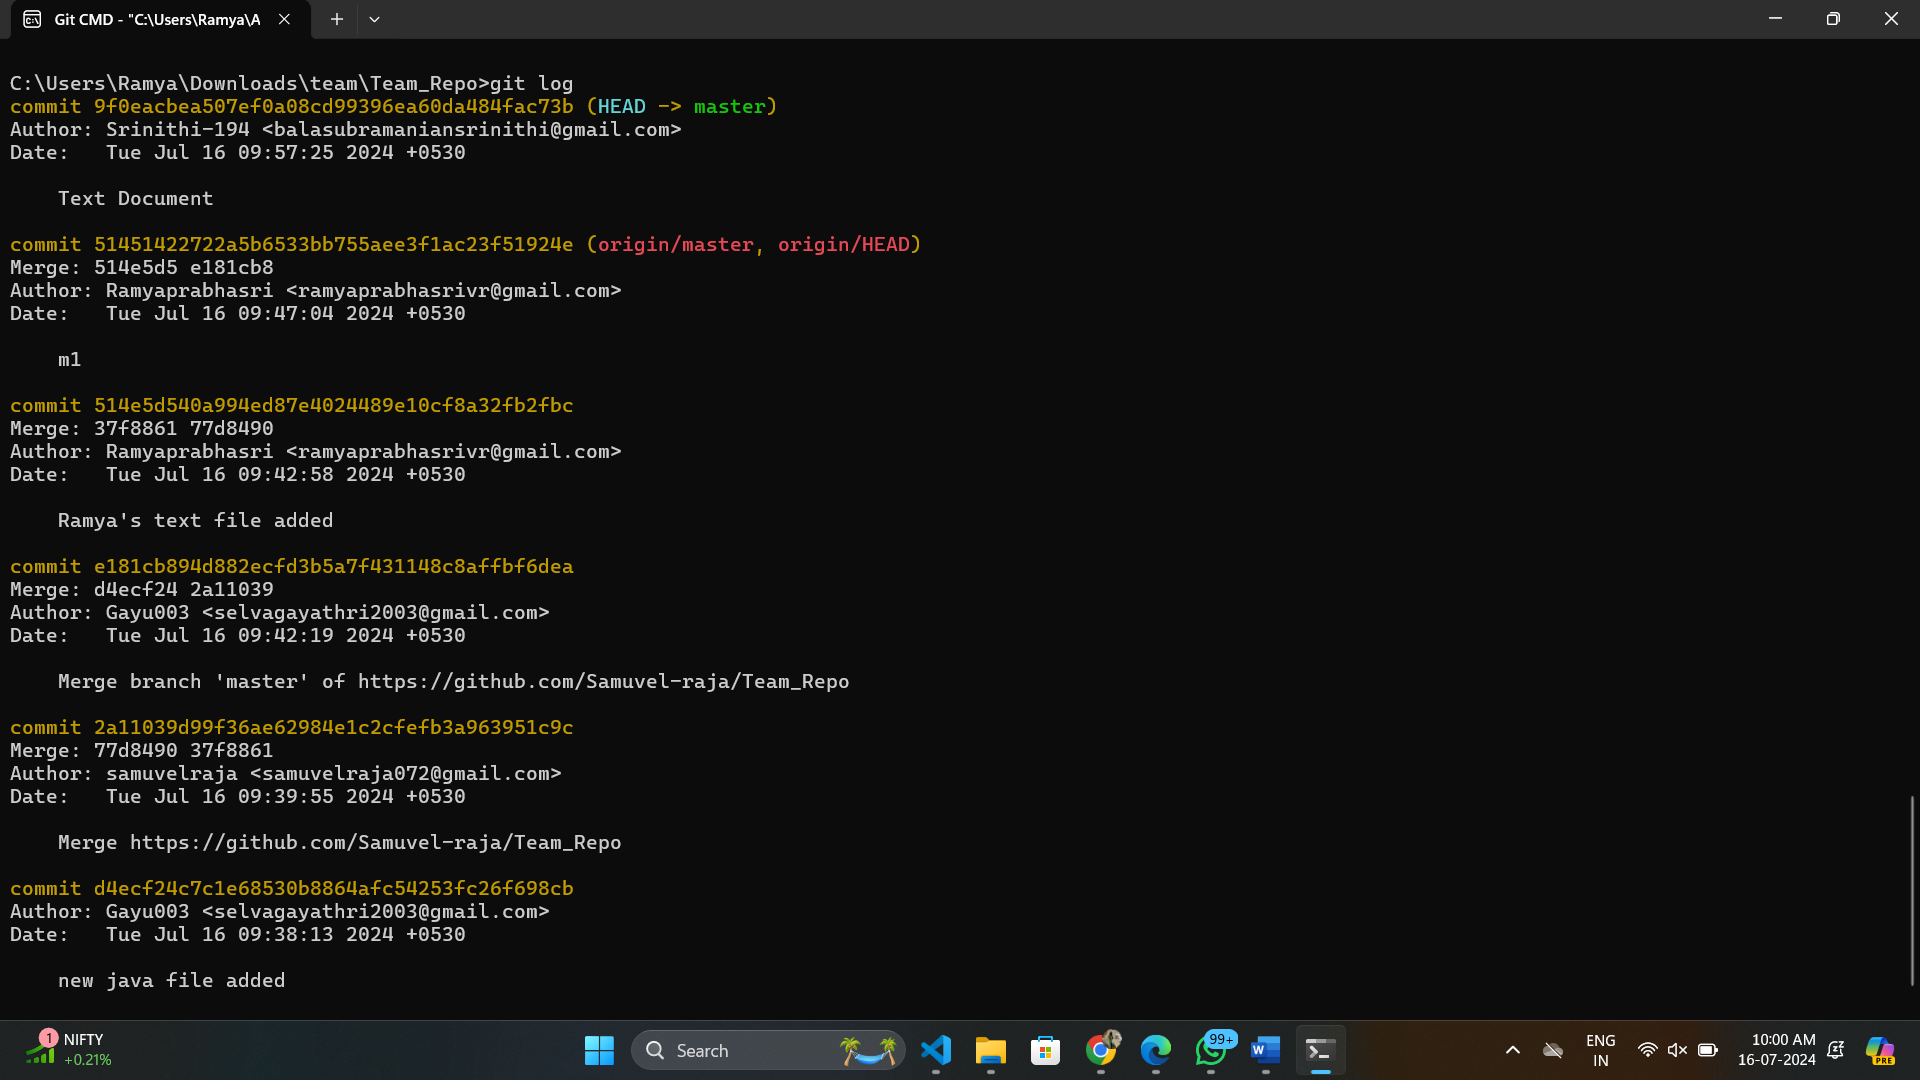 Git CMD - "C:\Users\Ramya\A
C:\Users\Ramya\Downloads\team\Team_Repo>git log
commit 9f0eacbea507ef0a08cd99396ea60da484fac73b (HEAD -> master)
Author: Srinithi-194 <balasubramaniansrinithi@gmail.com>
Date:   Tue Jul 16 09:57:25 2024 +0530
Text Document
commit 51451422722a5b6533bb755aee3f1ac23f51924e (origin/master, origin/HEAD)
Merge: 514e5d5 e181cb8
Author: Ramyaprabhasri <ramyaprabhasrivr@gmail.com>
Date:   Tue Jul 16 09:47:04 2024 +0530
m1
commit 514e5d540a994ed87e4024489e10cf8a32fb2fbc
Merge: 37f8861 77d8490
Author: Ramyaprabhasri <ramyaprabhasrivr@gmail.com>
Date:   Tue Jul 16 09:42:58 2024 +0530
Ramya's text file added
commit e181cb894d882ecfd3b5a7f431148c8affbf6dea
Merge: d4ecf24 2a11039
Author: Gayu003 <selvagayathri2003@gmail.com>
Date:   Tue Jul 16 09:42:19 2024 +0530
Merge branch 'master' of https://github.com/Samuvel-raja/Team_Repo
commit 2a11039d99f36ae62984e1c2cfefb3a963951c9c
Merge: 77d8490 37f8861
Author: samuvelraja <samuvelraja072@gmail.com>
Date:   Tue Jul 16 09:39:55 2024 +0530
Merge https://github.com/Samuvel-raja/Team_Repo
commit d4ecf24c7c1e68530b8864afc54253fc26f698cb
Author: Gayu003 <selvagayathri2003@gmail.com>
Date:   Tue Jul 16 09:38:13 2024 +0530
new java file added
1 NIFTY
+0.21%
Search
99+
W
ENG
IN
10:00 AM
16-07-2024
PRE